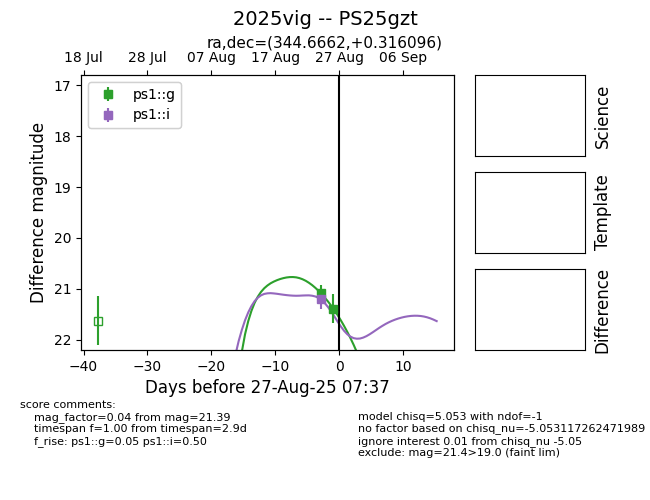 2025vig -- PS25gzt
ra,dec=(344.6662,+0.316096)
18 Jul 28 Jul 07 Aug 17 Aug 27 Aug 06 Sep
ps1::g
ps1::i
17
18
19
20
21
22
Difference magnitude
−40 −30 −20 −10 0 10
Days before 27-Aug-25 07:37
Science
Template
Difference
score comments:
mag_factor=0.04 from mag=21.39
timespan f=1.00 from timespan=2.9d
f_rise: ps1::g=0.05 ps1::i=0.50
model chisq=5.053 with ndof=-1
no factor based on chisq_nu=-5.053117262471989
ignore interest 0.01 from chisq_nu -5.05
exclude: mag=21.4>19.0 (faint lim)